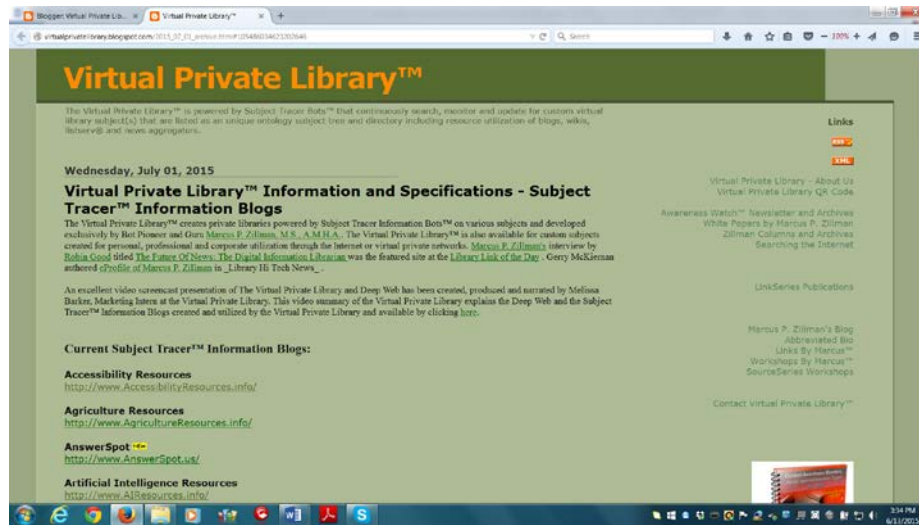 Blogger: Virtual Private Lib...
Virtual Private Library™
Search
100%
Virtual Private Library™
The Virtual Private Library™ is powered by Subject Tracer Bots™ that continuously search, monitor and update for custom virtual
library subject(s) that are listed as an unique ontology subject tree and directory including resource utilization of blogs, wikis,
listserv® and news aggregators.
Links
RSS
XML
Virtual Private Library - About Us
Virtual Private Library QR Code
Awareness Watch™ Newsletter and Archives
White Papers by Marcus P. Zillman
Zillman Columns and Archives
Searching the Internet
LinkSeries Publications
Marcus P. Zillman's Blog
Abbreviated Bio
Links By Marcus™
Workshops By Marcus™
SourceSeries Workshops
Contact Virtual Private Library™
Wednesday, July 01, 2015
Virtual Private Library™ Information and Specifications - Subject
Tracer™ Information Blogs
The Virtual Private Library™ creates private libraries powered by Subject Tracer Information Bots™ on various subjects and developed
exclusively by Bot Pioneer and Guru Marcus P. Zillman, M.S., A.M.H.A.. The Virtual Private Library™ is also available for custom subjects
created for personal, professional and corporate utilization through the Internet or virtual private networks. Marcus P. Zillman's interview by
Robin Good titled The Future Of News: The Digital Information Librarian was the featured site at the Library Link of the Day . Gerry McKiernan
authored eProfile of Marcus P. Zillman in _Library Hi Tech News_ .
An excellent video screencast presentation of The Virtual Private Library and Deep Web has been created, produced and narrated by Melissa
Barker, Marketing Intern at the Virtual Private Library. This video summary of the Virtual Private Library explains the Deep Web and the Subject
Tracer™ Information Blogs created and utilized by the Virtual Private Library and available by clicking here.
Current Subject Tracer™ Information Blogs:
Accessibility Resources
http://www.AccessibilityResources.info/
Agriculture Resources
http://www.AgricultureResources.info/
AnswerSpot NEW
http://www.AnswerSpot.us/
Artificial Intelligence Resources
http://www.AIResources.info/
2:34 PM